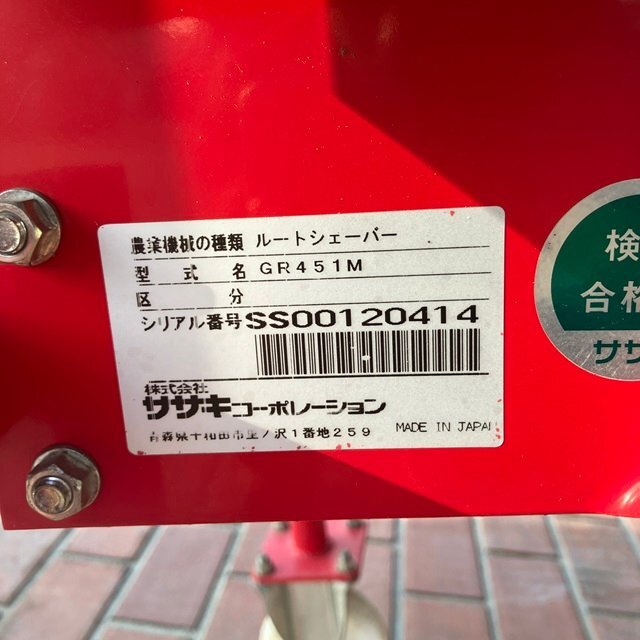 農業機械の種類 ルートシェーバー
型式名 GR451M
区分
シリアル番号 SS00120414
株式会社
ササキコーポレーション
青森県十和田市里ノ沢1番地259 MADE IN JAPAN
検
合格
ササ